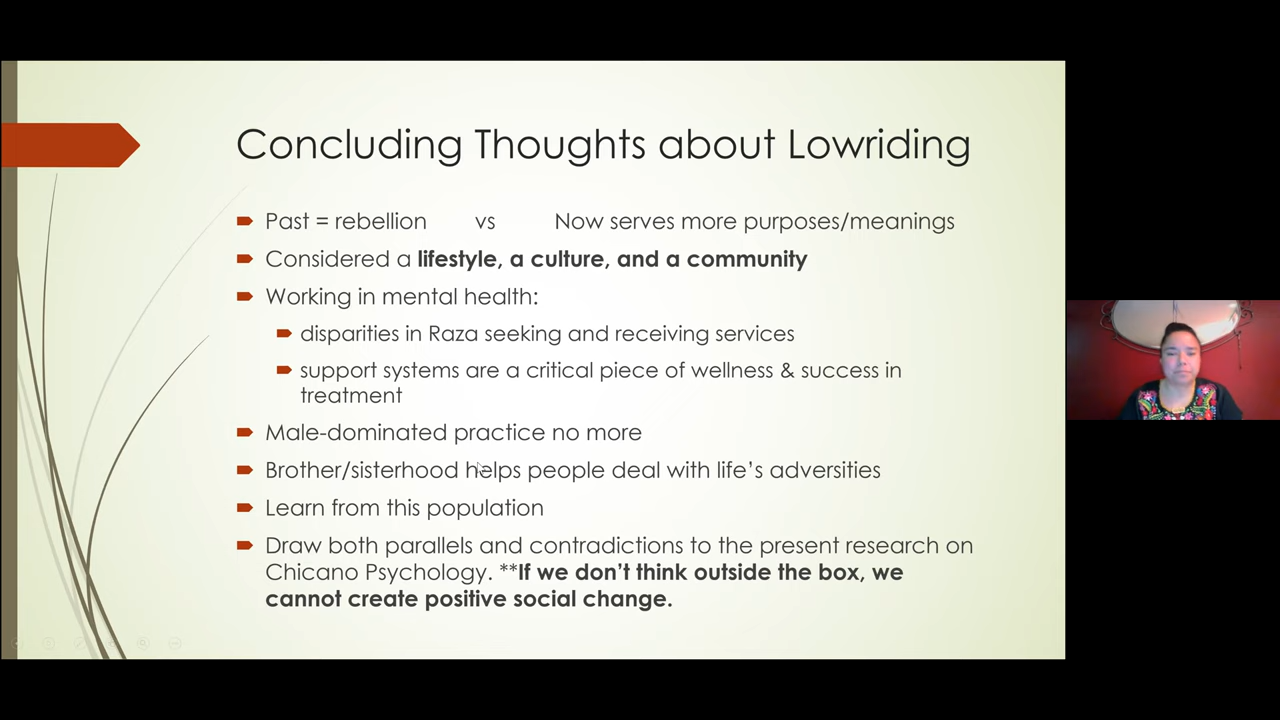 Concluding Thoughts about Lowriding
Past = rebellion vs Now serves more purposes/meanings
Considered a lifestyle, a culture, and a community
Working in mental health:
disparities in Raza seeking and receiving services
support systems are a critical piece of wellness & success in
treatment
Male-dominated practice no more
Brother/sisterhood helps people deal with life's adversities
Learn from this population
Draw both parallels and contradictions to the present research on
Chicano Psychology. **If we don't think outside the box, we
cannot create positive social change.